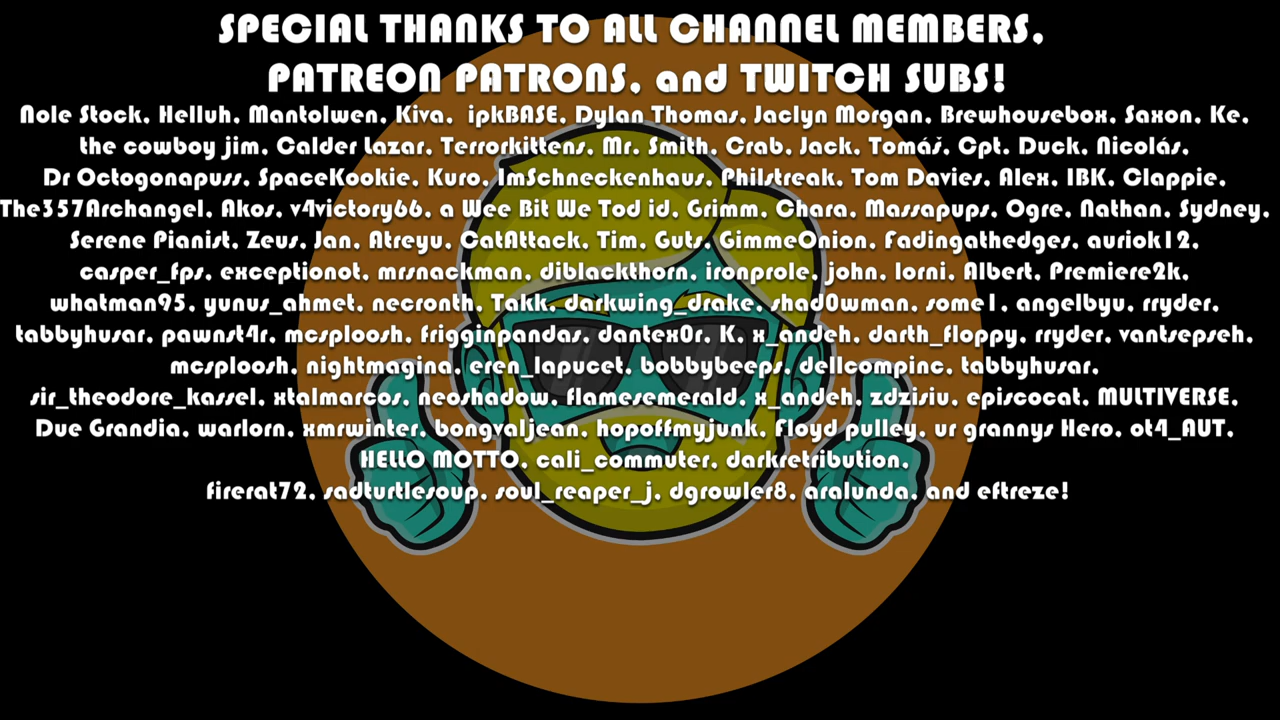 SPECIAL THANKS TO ALL CHANNEL MEMBERS,
PATREON PATRONS, and TWITCH SUBS!
Nole Stock, Helluh, Mantolwen, Kiva, ipkBASE, Dylan Thomas, Jaclyn Morgan, Brewhousebox, Saxon, Ke,
the cowboy jim, Calder Lazar, Terrorkittens, Mr. Smith, Crab, Jack, Tomáš, Cpt. Duck, Nicolás,
Dr Octogonapuss, SpaceKookie, Kuro, ImSchneckenhaus, Philstreak, Tom Davies, Alex, IBK, Clappie,
The357Archangel, Akos, v4victory66, a Wee Bit We Tod id, Grimm, Chara, Massapups, Ogre, Nathan, Sydney,
Serene Pianist, Zeus, Jan, Atreyu, CatAttack, Tim, Guts, GimmeOnion, Fadingathedges, auriok12,
casper_fps, exceptionot, mrsnackman, diblackthorn, ironprole, john, lorni, Albert, Premiere2k,
whatman95, yunus_ahmet, necronth, Takk, darkwing_drake, shad0wman, some1, angelbyu, rryder,
tabbyhusar, pawnst4r, mcsploosh, frigginpandas, dantex0r, K, x_andeh, darth_floppy, rryder, vantsepseh,
mcsploosh, nightmagina, eren_lapucet, bobbybeeps, dellcompinc, tabbyhusar,
sir_theodore_kassel, xtalmarcos, neoshadow, flamesemerald, x_andeh, zdzisiu, episcocat, MULTIVERSE,
Due Grandia, warlorn, xmrwinter, bongvaljean, hopoffmyjunk, Floyd pulley, ur grannys Hero, ot4_AUT,
HELLO MOTTO, cali_commuter, darkretribution,
firerat72, sadturtlesoup, soul_reaper_j, dgrowler8, aralunda, and eftreze!